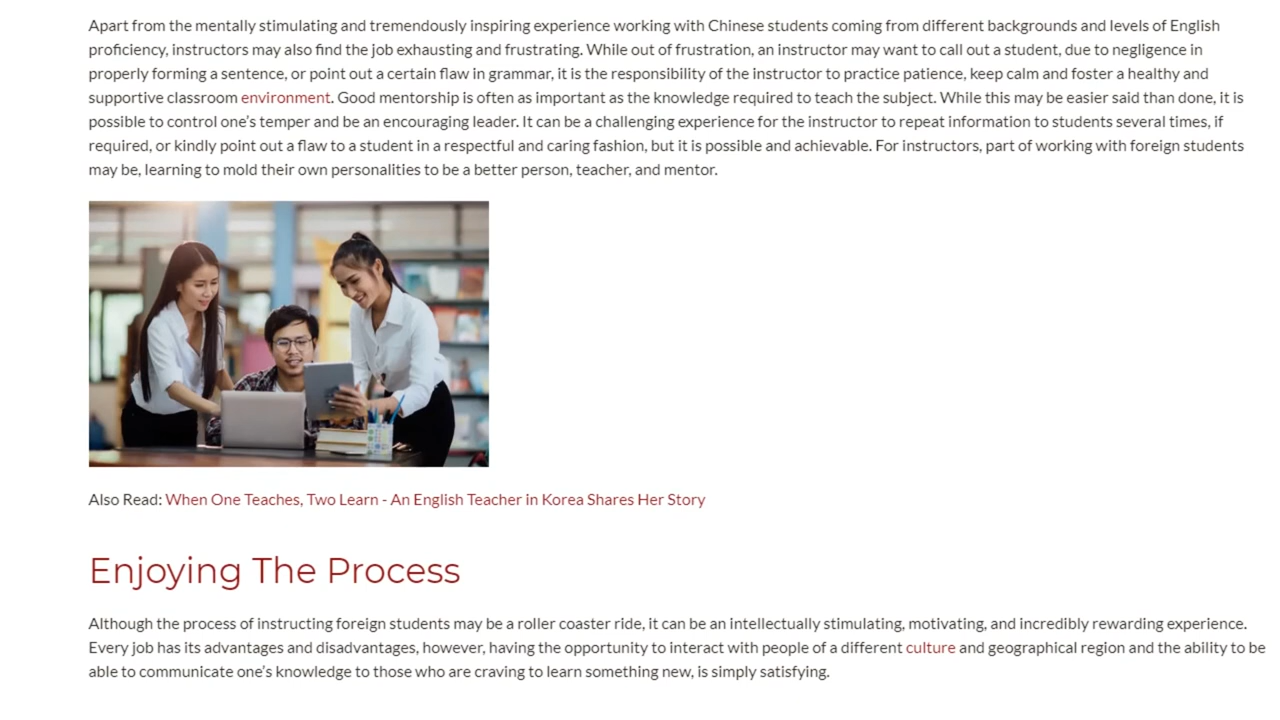 Apart from the mentally stimulating and tremendously inspiring experience working with Chinese students coming from different backgrounds and levels of English
proficiency, instructors may also find the job exhausting and frustrating. While out of frustration, an instructor may want to call out a student, due to negligence in
properly forming a sentence, or point out a certain flaw in grammar, it is the responsibility of the instructor to practice patience, keep calm and foster a healthy and
supportive classroom environment. Good mentorship is often as important as the knowledge required to teach the subject. While this may be easier said than done, it is
possible to control one's temper and be an encouraging leader. It can be a challenging experience for the instructor to repeat information to students several times, if
required, or kindly point out a flaw to a student in a respectful and caring fashion, but it is possible and achievable. For instructors, part of working with foreign students
may be, learning to mold their own personalities to be a better person, teacher, and mentor.
Also Read: When One Teaches, Two Learn - An English Teacher in Korea Shares Her Story
Enjoying The Process
Although the process of instructing foreign students may be a roller coaster ride, it can be an intellectually stimulating, motivating, and incredibly rewarding experience.
Every job has its advantages and disadvantages, however, having the opportunity to interact with people of a different culture and geographical region and the ability to be
able to communicate one's knowledge to those who are craving to learn something new, is simply satisfying.